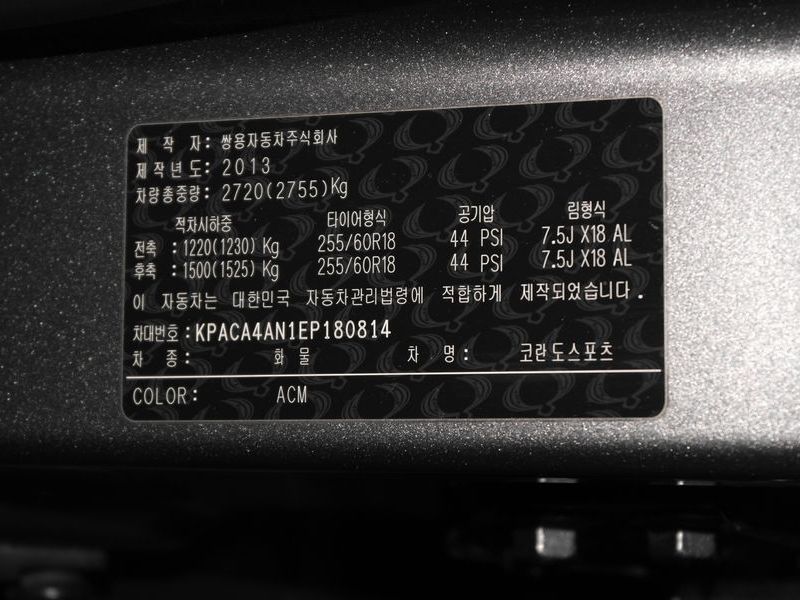 제 작 자: 쌍용자동차주식회사
제작년도: 2013
차량총중량: 2720(2755)Kg
적차시하중 타이어형식 공기압 림형식
전축 : 1220(1230) Kg 255/60R18 44 PSI 7.5J X18 AL
후축 : 1500(1525) Kg 255/60R18 44 PSI 7.5J X18 AL
이 자동차는 대한민국 자동차관리법령에 적합하게 제작되었습니다.
차대번호 : KPACA4AN1EP180814
차 종 : 화 물 차 명 : 코란도스포츠
COLOR: ACM